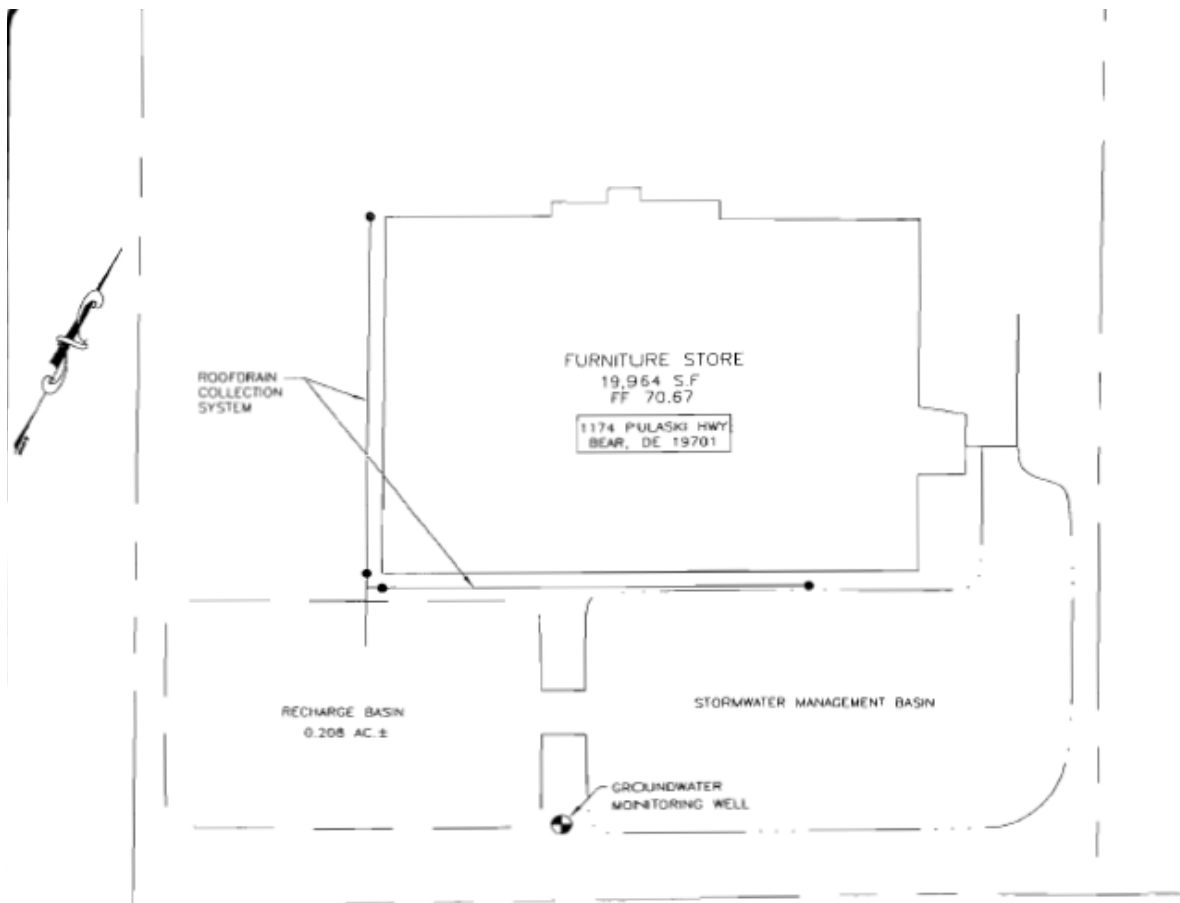 FURNITURE STORE
19,964 S.F
FF 70.67
1174 PULASKI HWY
BEAR, DE 19701
ROOFDRAIN
COLLECTION
SYSTEM
RECHARGE BASIN
0.208 AC.±
STORMWATER MANAGEMENT BASIN
GROUNDWATER
MONITORING WELL